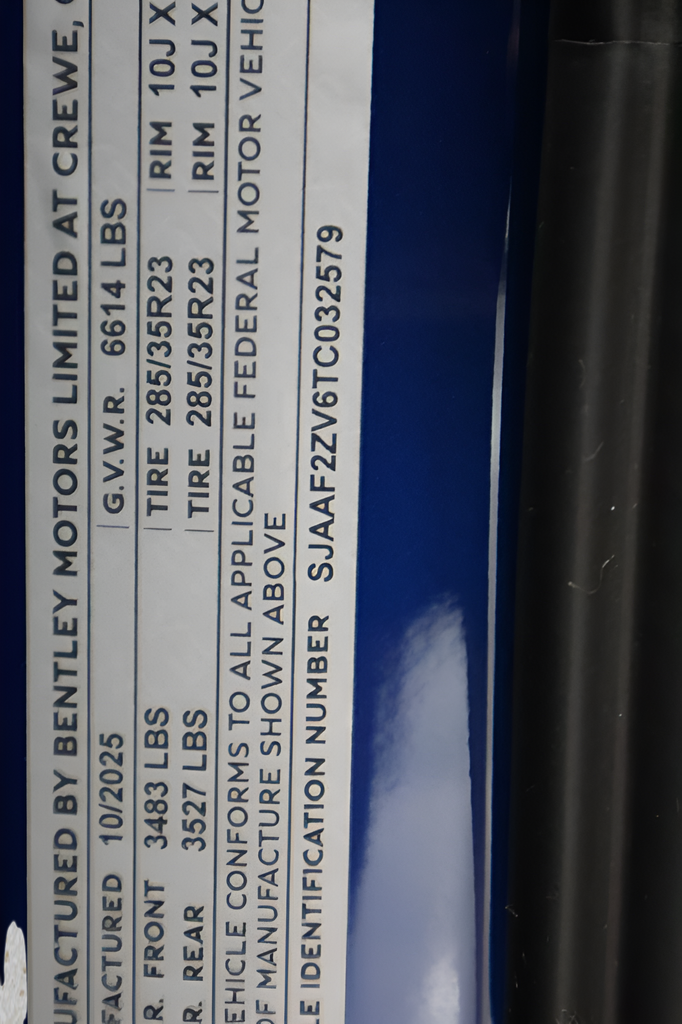 UFACTURED BY BENTLEY MOTORS LIMITED AT CREWE,
FACTURED 10/2025 G.V.W.R. 6614 LBS
R. FRONT 3483 LBS TIRE 285/35R23 RIM 10J X
R. REAR 3527 LBS TIRE 285/35R23 RIM 10J X
EHICLE CONFORMS TO ALL APPLICABLE FEDERAL MOTOR VEHIC
OF MANUFACTURE SHOWN ABOVE
LE IDENTIFICATION NUMBER SJAAF2ZV6TC032579